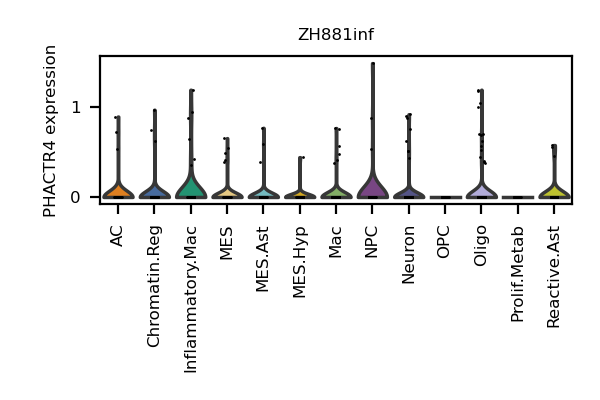 ZH881inf
PHACTR4 expression
1
0
AC
Chromatin.Reg
Inflammatory.Mac
MES
MES.Ast
MES.Hyp
Mac
NPC
Neuron
OPC
Oligo
Prolif.Metab
Reactive.Ast